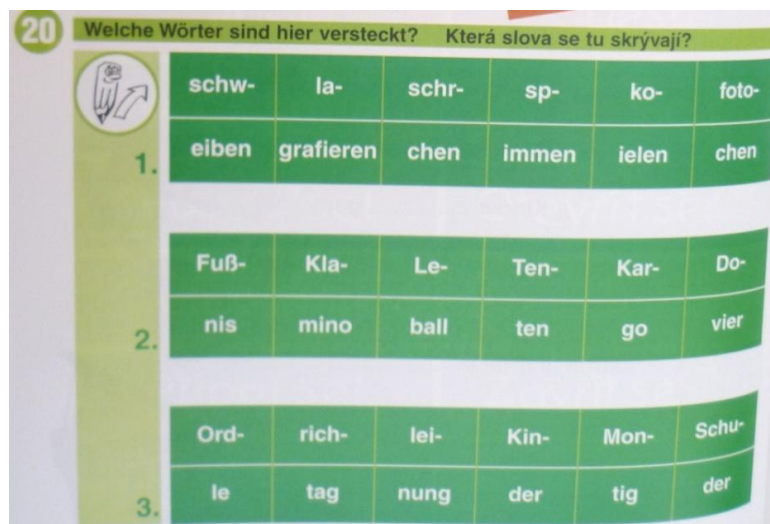 20 Welche Wörter sind hier versteckt? Která slova se tu skrývají?
schw- la- schr- sp- ko- foto-
1. eiben grafieren chen immen ielen chen
Fuß- Kla- Le- Ten- Kar- Do-
2. nis mino ball ten go vier
Ord- rich- lei- Kin- Mon- Schu-
3. le tag nung der tig der